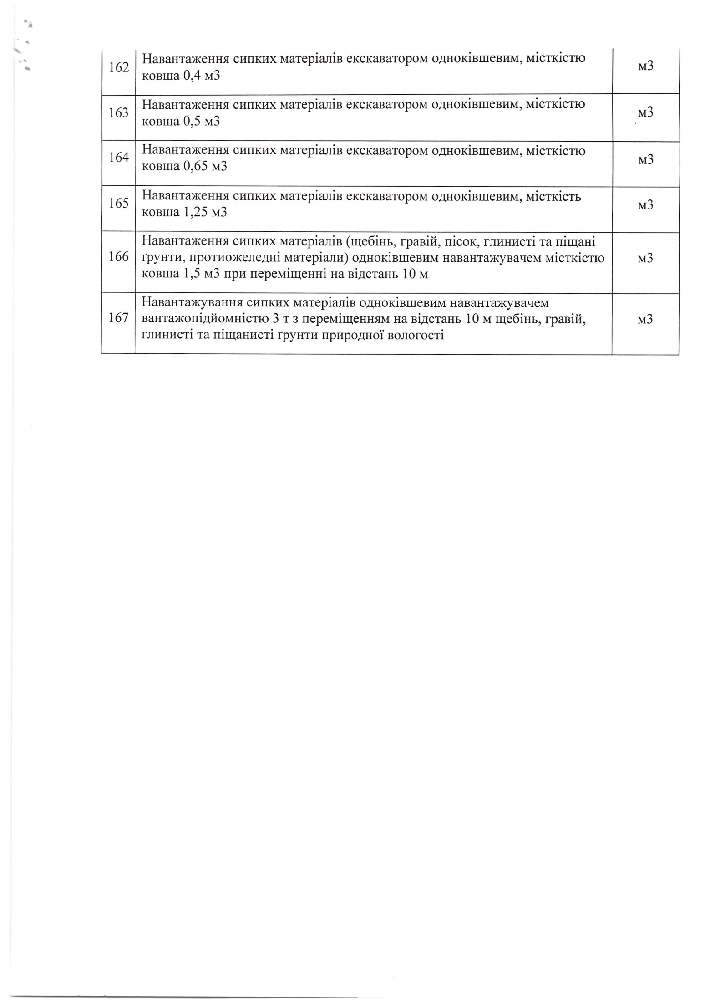 162
Навантаження сипких матеріалів екскаватором одноківшевим, місткістю
ковша 0,4 м3
м3
163
Навантаження сипких матеріалів екскаватором одноківшевим, місткістю
ковша 0,5 м3
м3
164
Навантаження сипких матеріалів екскаватором одноківшевим, місткістю
ковша 0,65 м3
м3
165
Навантаження сипких матеріалів екскаватором одноківшевим, місткість
ковша 1,25 м3
м3
166
Навантаження сипких матеріалів (щебінь, гравій, пісок, глинисті та піщані
ґрунти, протиожеледні матеріали) одноківшевим навантажувачем місткістю
ковша 1,5 м3 при переміщенні на відстань 10 м
м3
167
Навантажування сипких матеріалів одноківшевим навантажувачем
вантажопідйомністю 3 т з переміщенням на відстань 10 м щебінь, гравій,
глинисті та піщанисті ґрунти природної вологості
м3